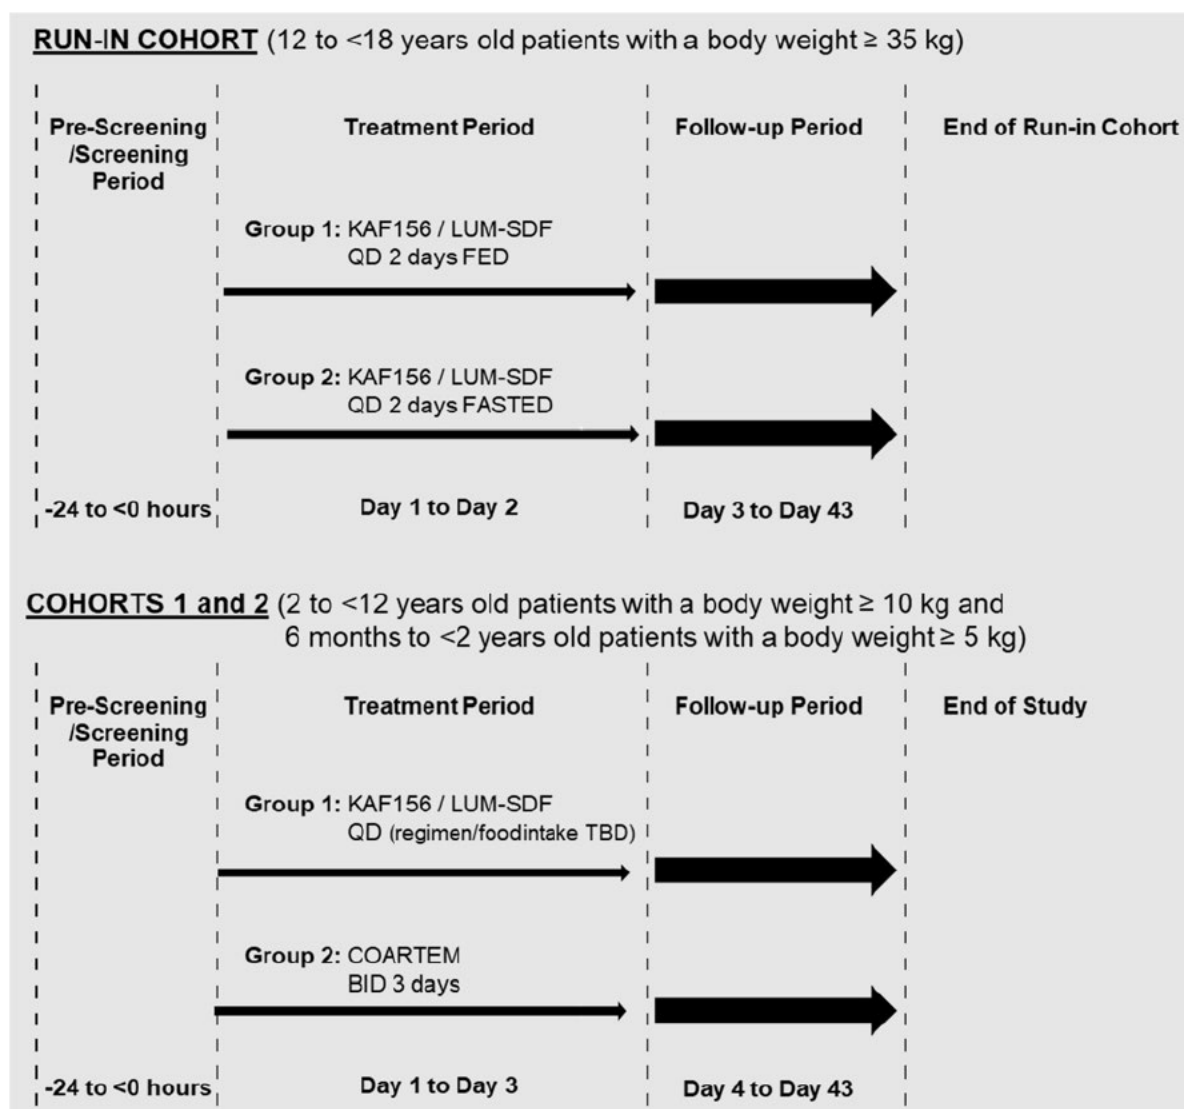 RUN-IN COHORT (12 to <18 years old patients with a body weight ≥ 35 kg)
Pre-Screening
/Screening
Period
Treatment Period
Follow-up Period
End of Run-in Cohort
Group 1: KAF156 / LUM-SDF
QD 2 days FED
Group 2: KAF156 / LUM-SDF
QD 2 days FASTED
-24 to <0 hours
Day 1 to Day 2
Day 3 to Day 43
COHORTS 1 and 2 (2 to <12 years old patients with a body weight ≥ 10 kg and
6 months to <2 years old patients with a body weight ≥ 5 kg)
Pre-Screening
/Screening
Period
Treatment Period
Follow-up Period
End of Study
Group 1: KAF156 / LUM-SDF
QD (regimen/foodintake TBD)
Group 2: COARTEM
BID 3 days
-24 to <0 hours
Day 1 to Day 3
Day 4 to Day 43